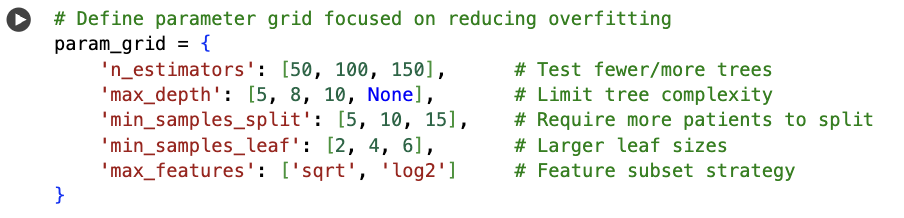 # Define parameter grid focused on reducing overfitting
param_grid = {
    'n_estimators': [50, 100, 150],      # Test fewer/more trees
    'max_depth': [5, 8, 10, None],       # Limit tree complexity
    'min_samples_split': [5, 10, 15],    # Require more patients to split
    'min_samples_leaf': [2, 4, 6],       # Larger leaf sizes
    'max_features': ['sqrt', 'log2']     # Feature subset strategy
}